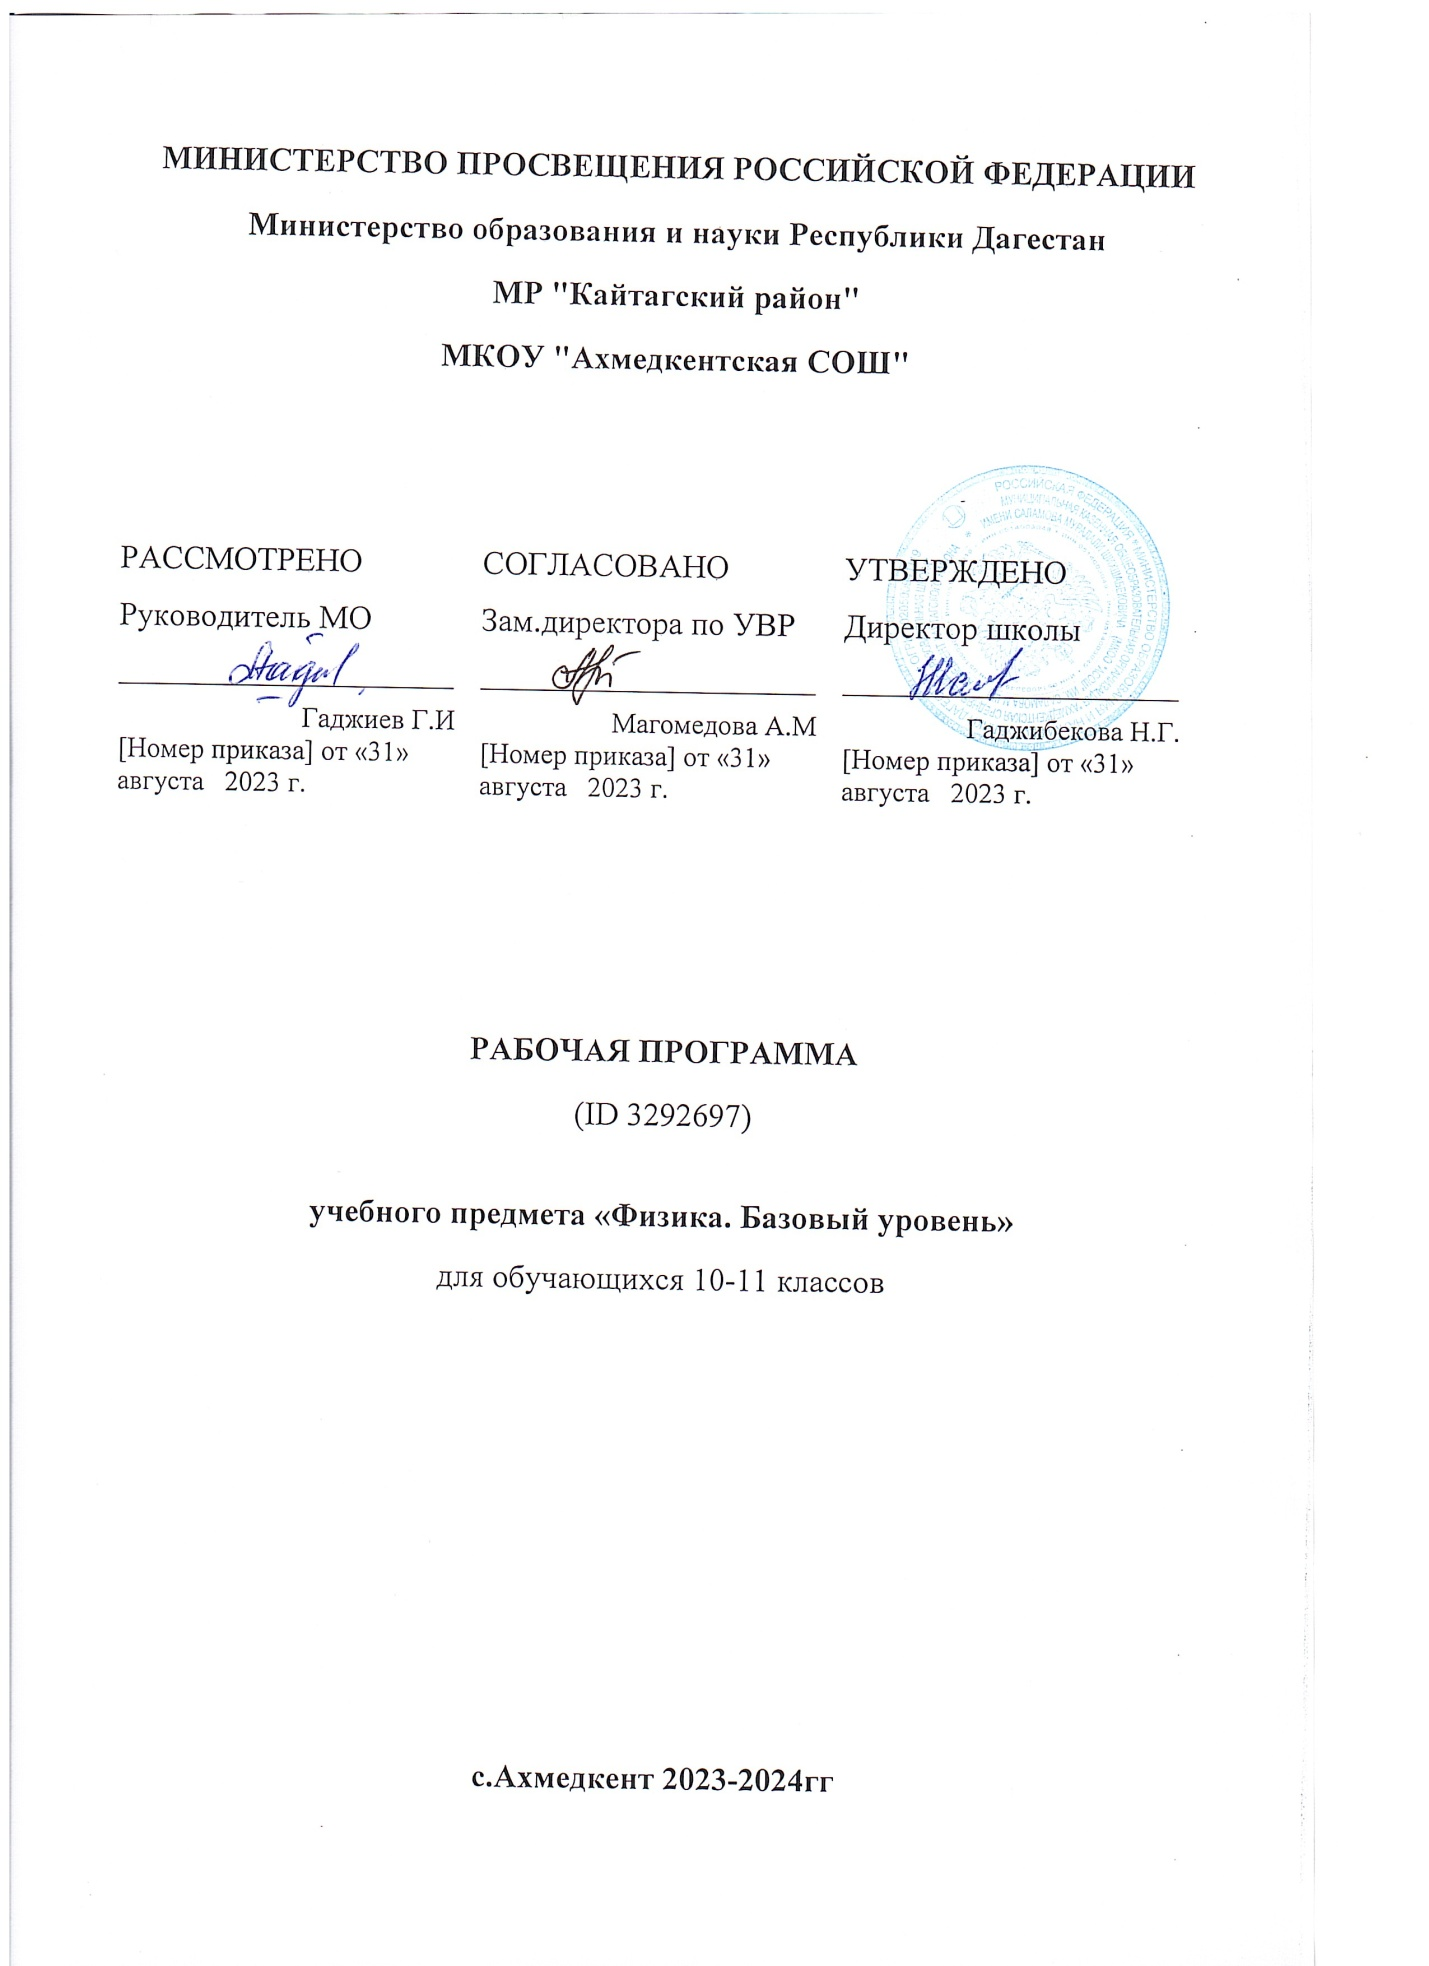 МИНИСТЕРСТВО ПРОСВЕЩЕНИЯ РОССИЙСКОЙ ФЕДЕРАЦИИ
Министерство образования и науки Республики Дагестан
МР "Кайтагский район"
МКОУ "Ахмедкентская СОШ"
РАССМОТРЕНО
Руководитель МО
Гаджиев Г.И
[Номер приказа] от «31»
августа 2023 г.
СОГЛАСОВАНО
Зам.директора по УВР
Магомедова А.М
[Номер приказа] от «31»
августа 2023 г.
УТВЕРЖДЕНО
Директор школы
Гаджибекова Н.Г.
[Номер приказа] от «31»
августа 2023 г.
РОССИЙСКАЯ ФЕДЕРАЦИЯ
РАБОЧАЯ ПРОГРАММА
(ID 3292697)
учебного предмета «Физика. Базовый уровень»
для обучающихся 10-11 классов
с.Ахмедкент 2023-2024гг